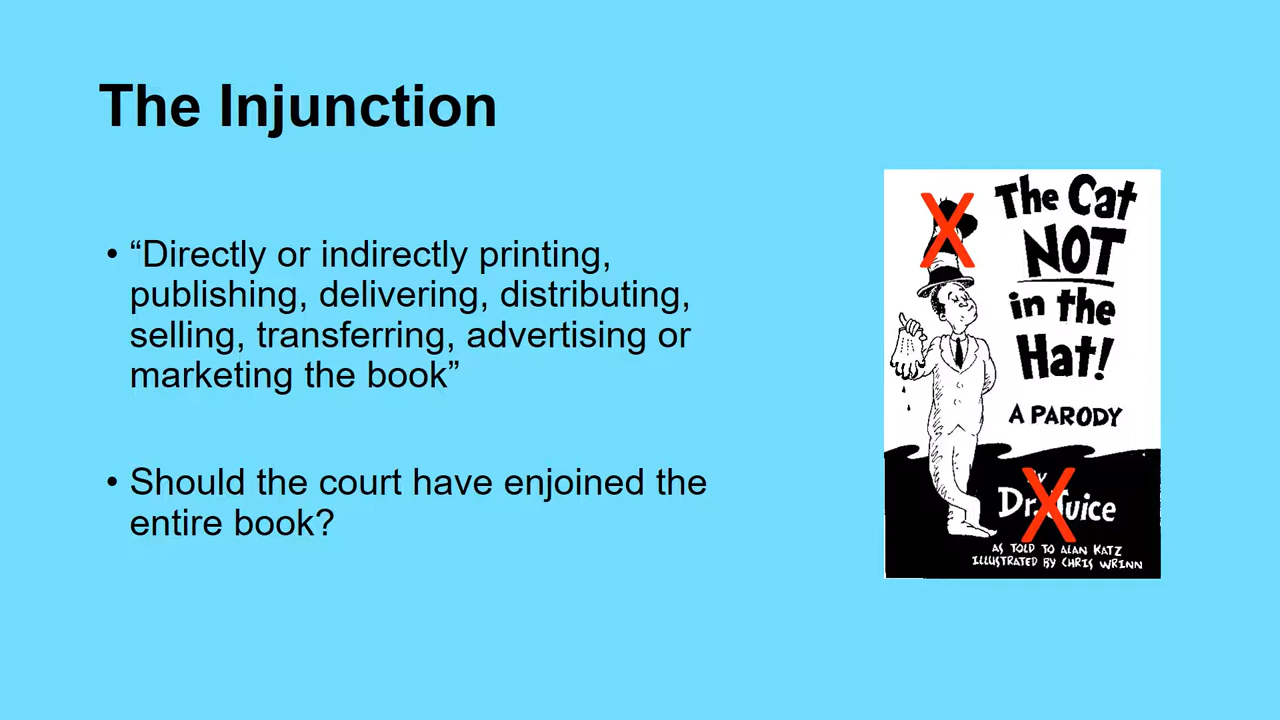 The Injunction
• “Directly or indirectly printing,
publishing, delivering, distributing,
selling, transferring, advertising or
marketing the book”
• Should the court have enjoined the
entire book?
The Cat
NOT
in the
Hat!
A PARODY
by
Dr. Juice
AS TOLD TO ALAN KATZ
ILLUSTRATED BY CHRIS WRINN